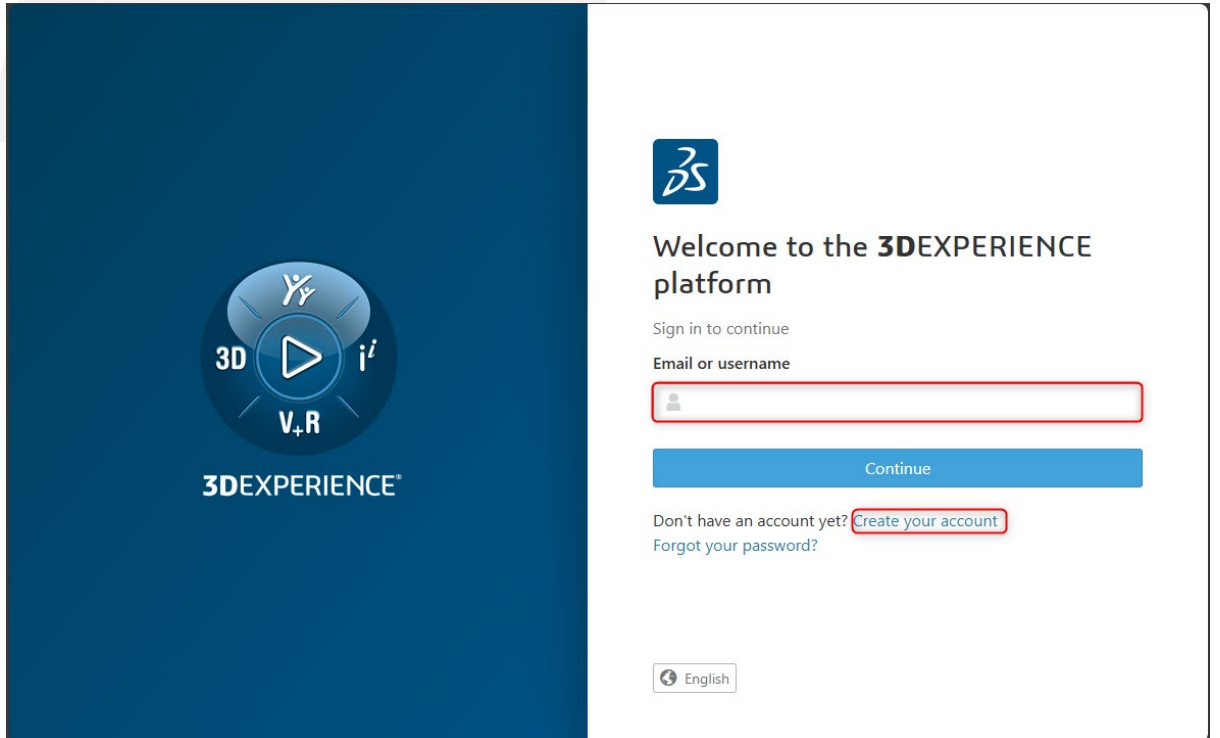 3DS
Welcome to the 3DEXPERIENCE
platform
Sign in to continue
Email or username
Continue
Don't have an account yet? Create your account
Forgot your password?
English
3D
i i
V+R
3DEXPERIENCE®